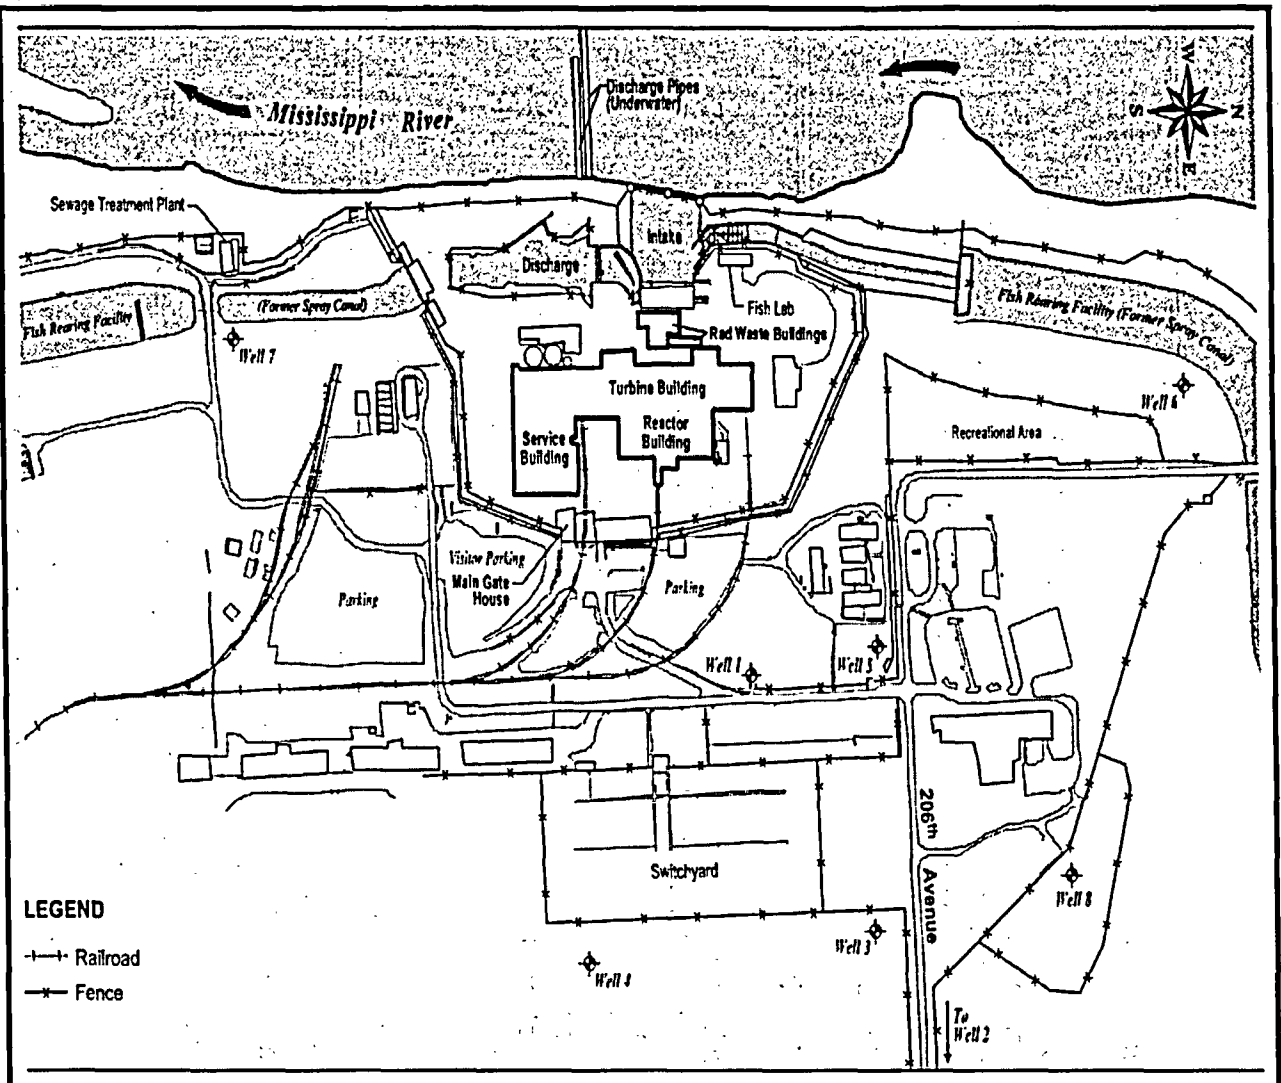 W
N
S
E
Discharge Pipes
(Underwater)
Mississippi River
Sewage Treatment Plant
Intake
Discharge
Fish Rearing Facility
(Former Spray Canal)
Fish Lab
Fish Rearing Facility (Former Spray Canal)
Rad Waste Buildings
Well 7
Turbine Building
Well 6
Reactor
Building
Recreational Area
Service
Building
Visitor Parking
Main Gate
House
Parking
Parking
Well 1
Well 5
206th Avenue
Switchyard
Well 8
Well 3
Well 4
To
Well 2
LEGEND
Railroad
Fence